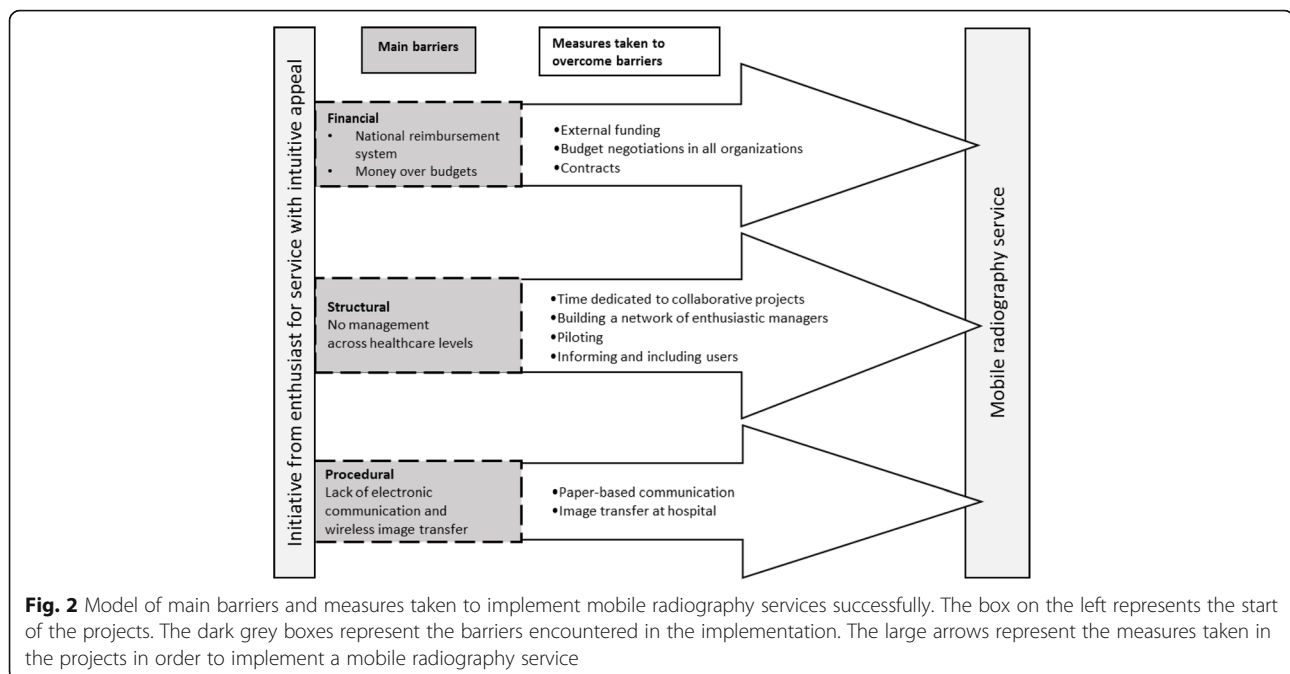 Initiative from enthusiast for service with intuitive appeal
Main barriers
Measures taken to
overcome barriers
Financial
• National reimbursement
system
• Money over budgets
•External funding
•Budget negotiations in all organizations
•Contracts
Structural
No management
across healthcare levels
•Time dedicated to collaborative projects
•Building a network of enthusiastic managers
•Piloting
•Informing and including users
Procedural
Lack of electronic
communication and
wireless image transfer
•Paper-based communication
•Image transfer at hospital
Mobile radiography service
Fig. 2 Model of main barriers and measures taken to implement mobile radiography services successfully. The box on the left represents the start
of the projects. The dark grey boxes represent the barriers encountered in the implementation. The large arrows represent the measures taken in
the projects in order to implement a mobile radiography service